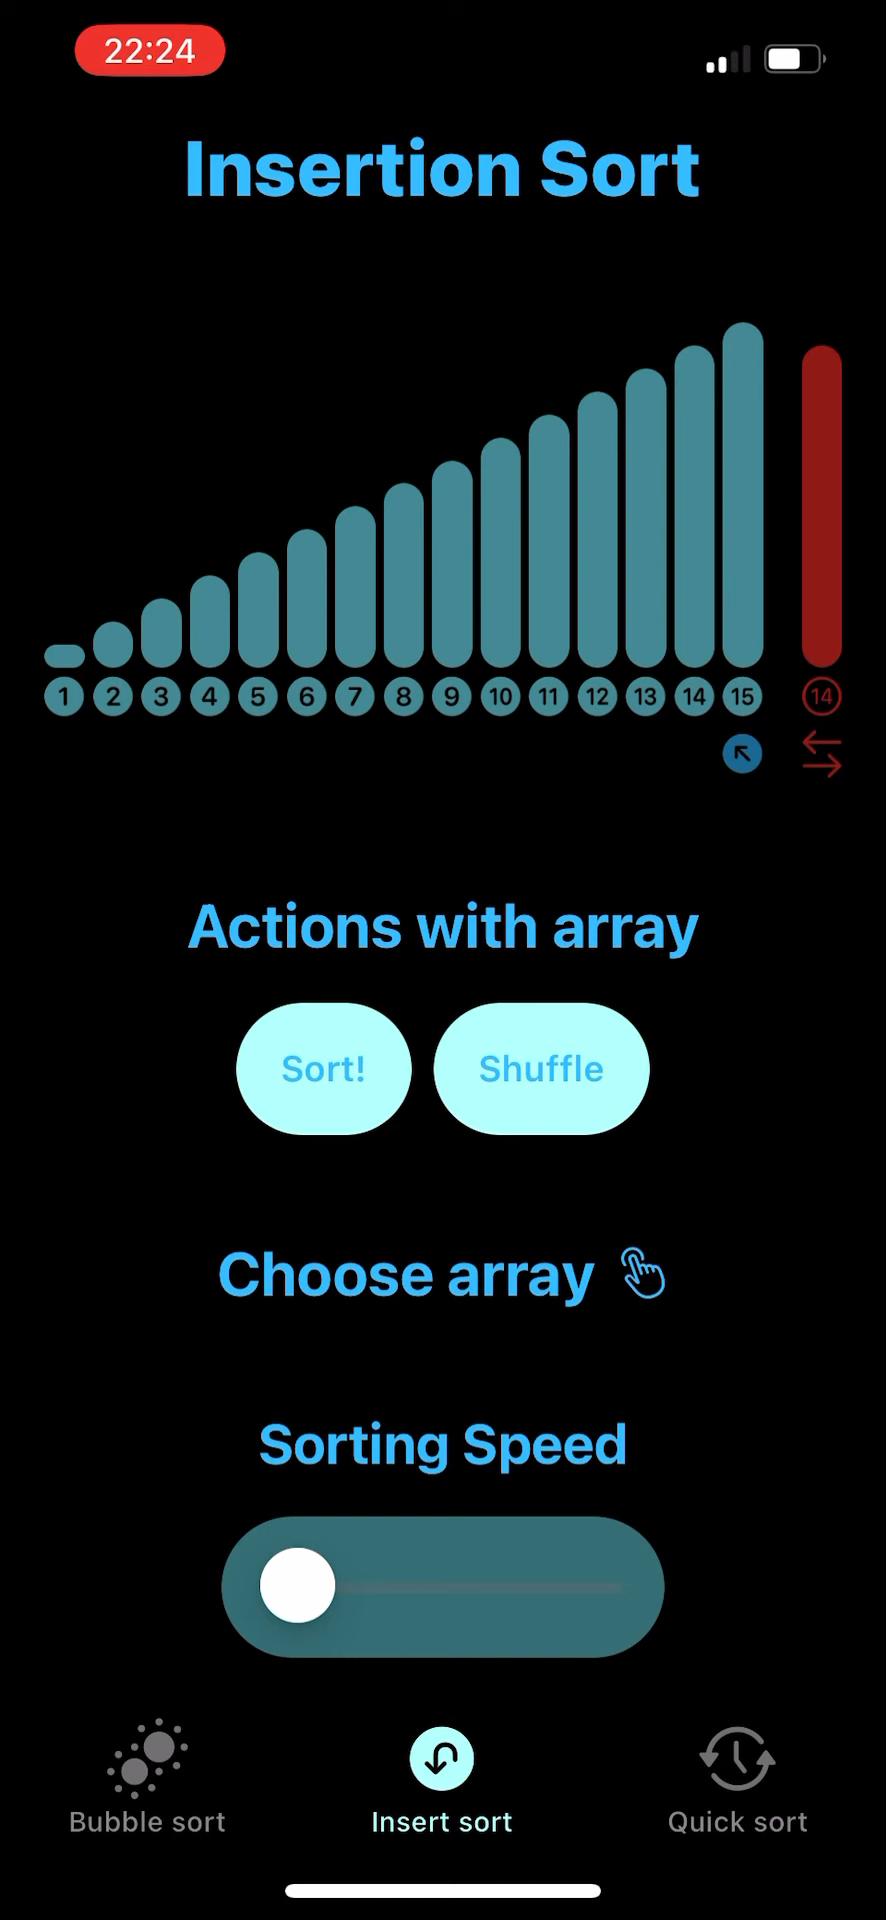 22:24
Insertion Sort
1 2 3 4 5 6 7 8 9 10 11 12 13 14 15 14
Actions with array
Sort! Shuffle
Choose array
Sorting Speed
Bubble sort Insert sort Quick sort